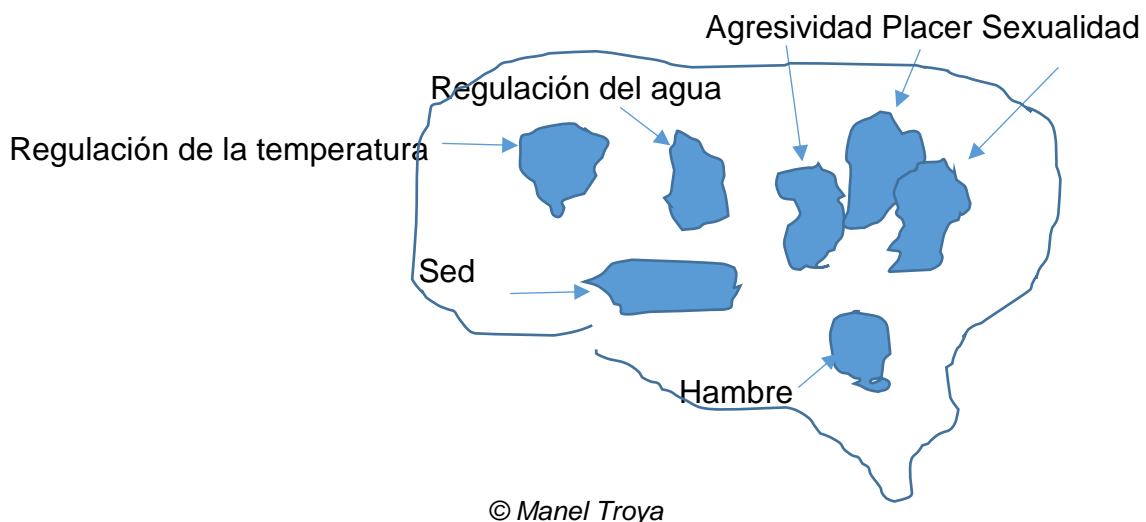 Agresividad Placer Sexualidad
Regulación del agua
Regulación de la temperatura
Sed
Hambre
© Manel Troya